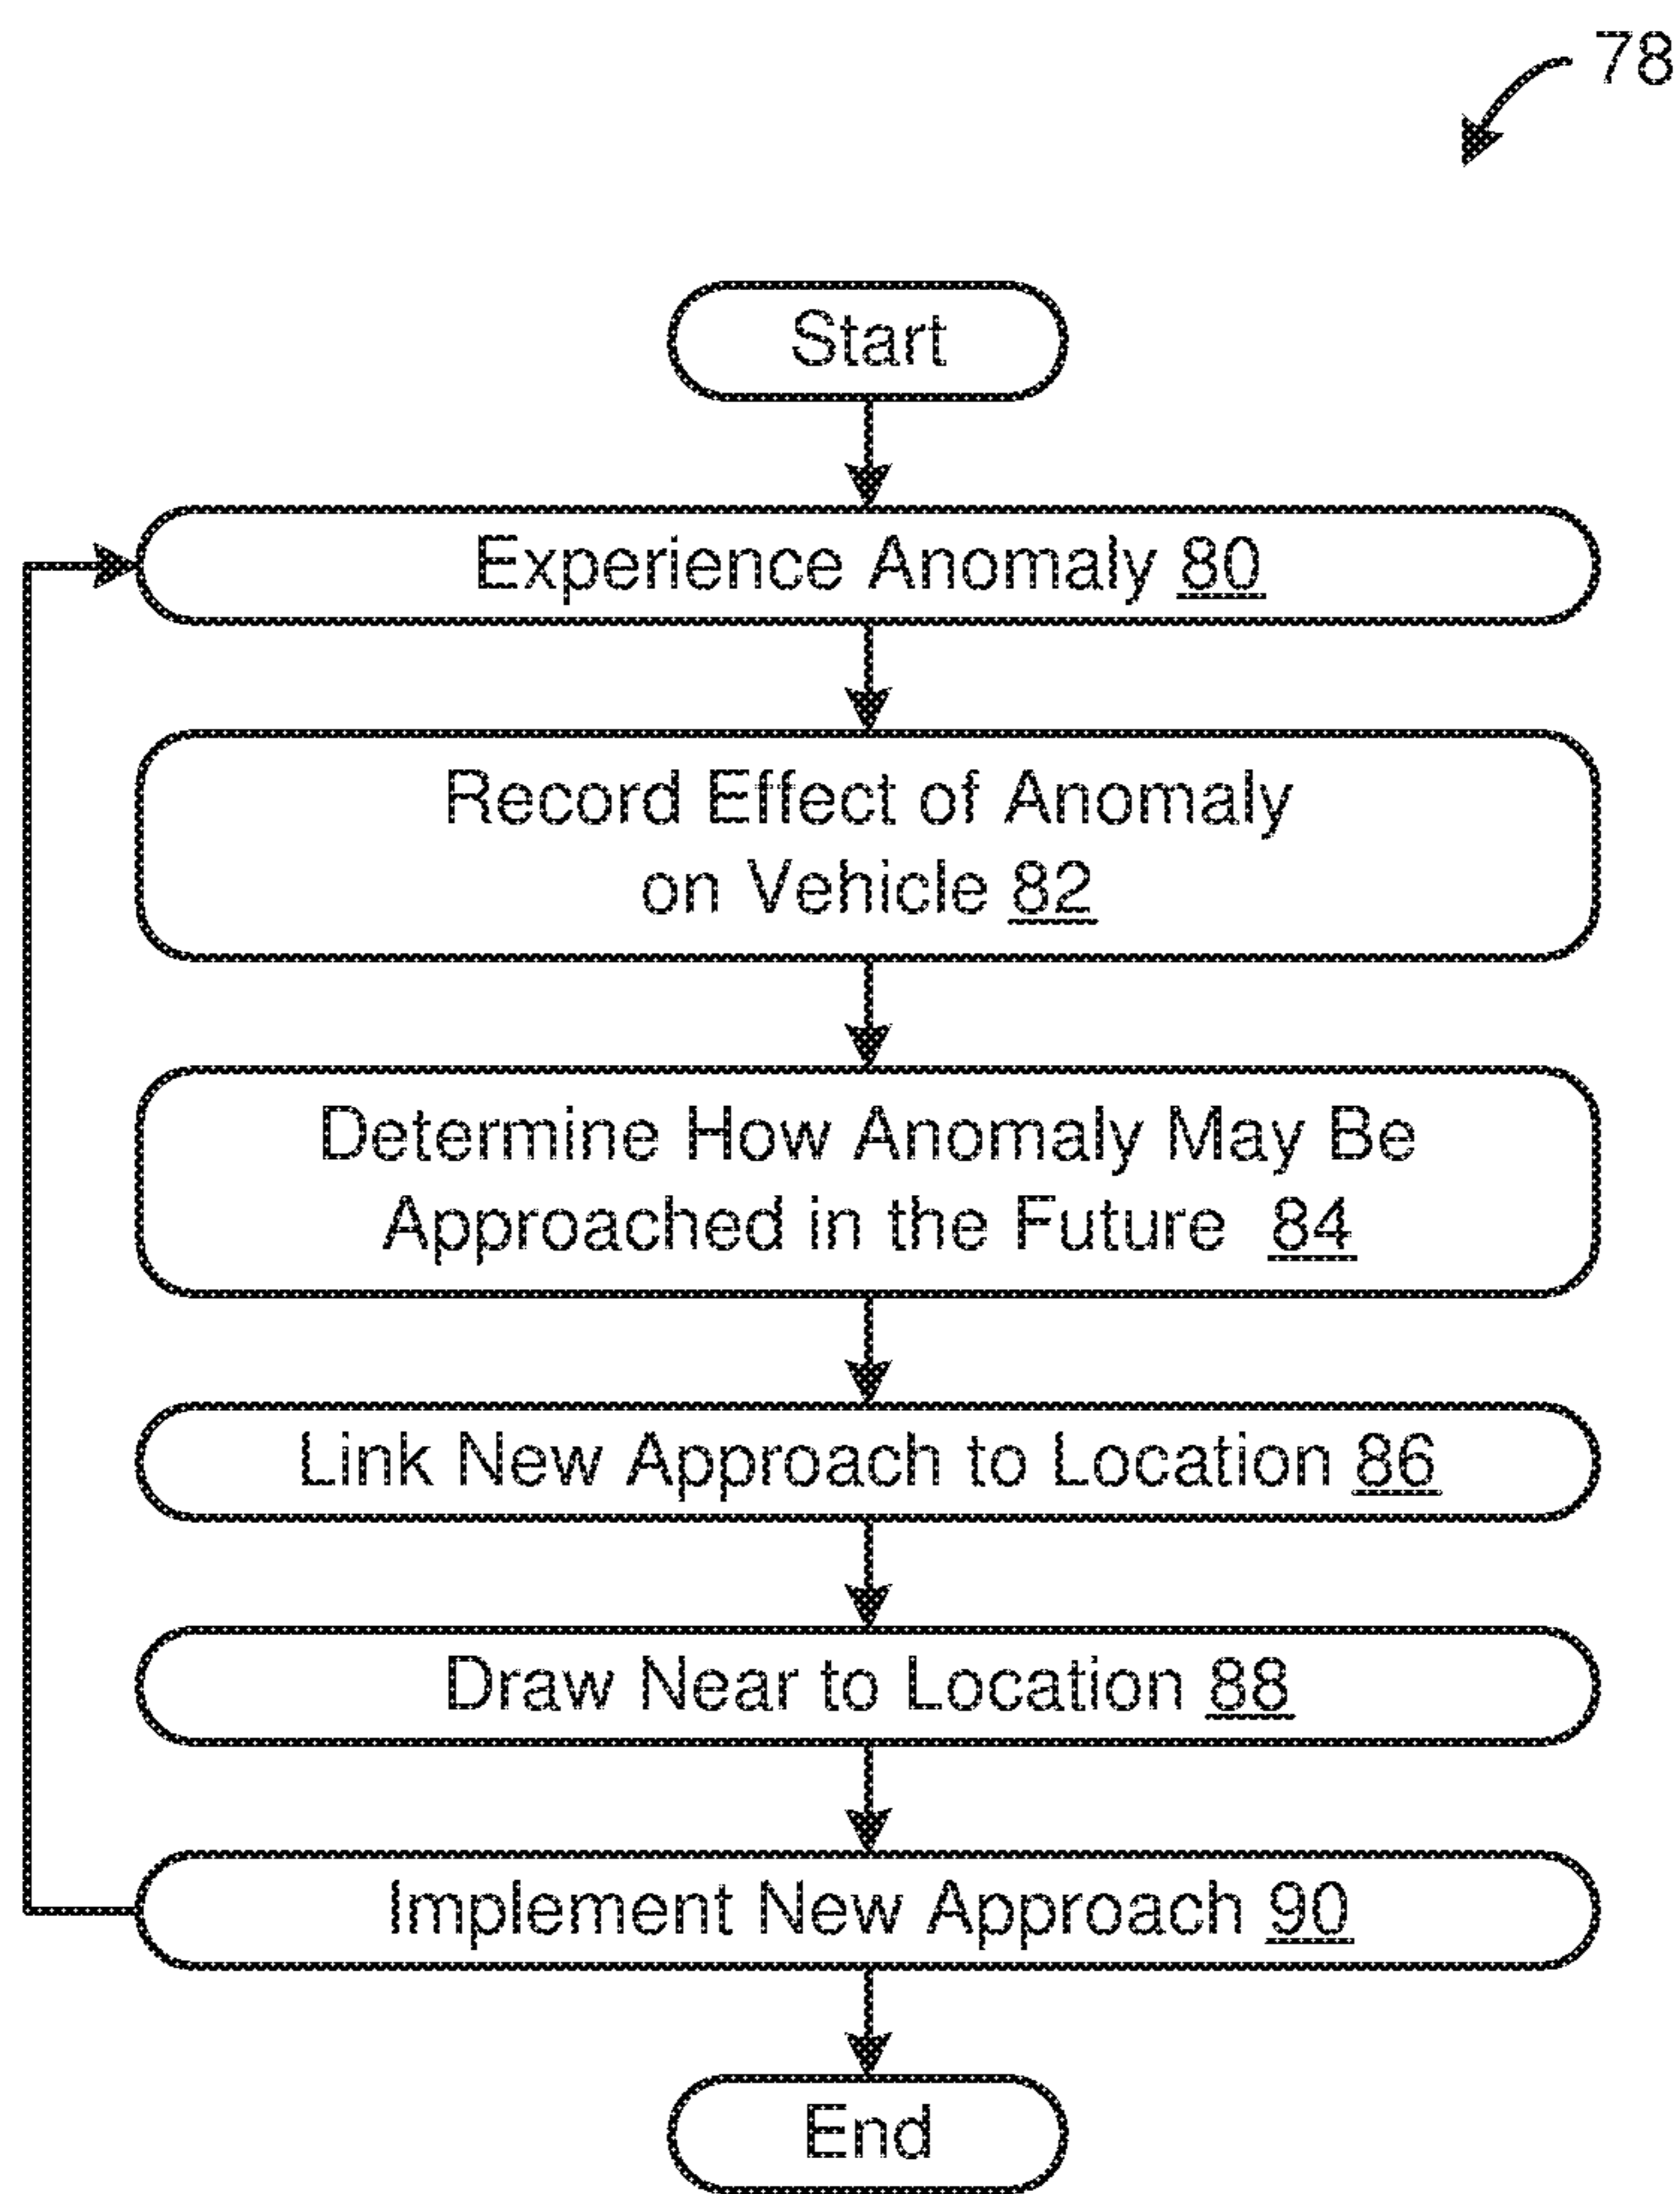 78
Start
Experience Anomaly 80
Record Effect of Anomaly
on Vehicle 82
Determine How Anomaly May Be
Approached in the Future 84
Link New Approach to Location 86
Draw Near to Location 88
Implement New Approach 90
End